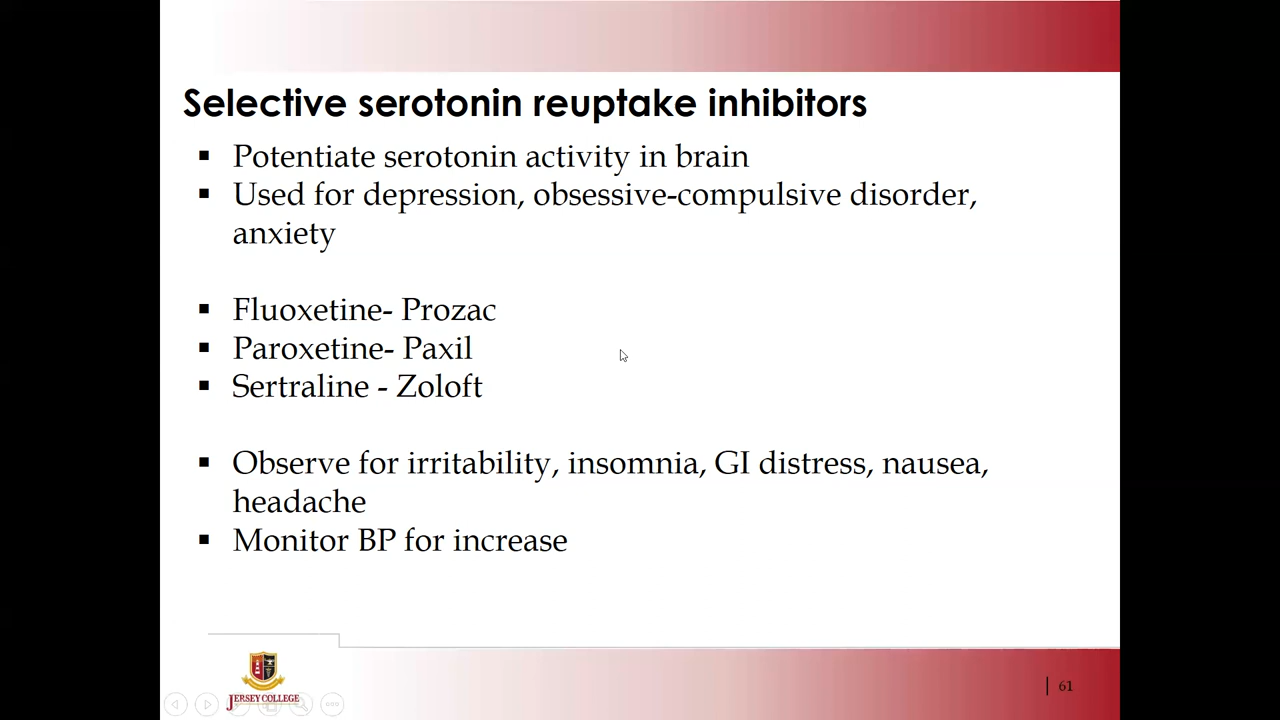 Selective serotonin reuptake inhibitors
▪ Potentiate serotonin activity in brain
▪ Used for depression, obsessive-compulsive disorder,
anxiety
▪ Fluoxetine- Prozac
▪ Paroxetine- Paxil
▪ Sertraline - Zoloft
▪ Observe for irritability, insomnia, GI distress, nausea,
headache
▪ Monitor BP for increase
JERSEY COLLEGE
| 61